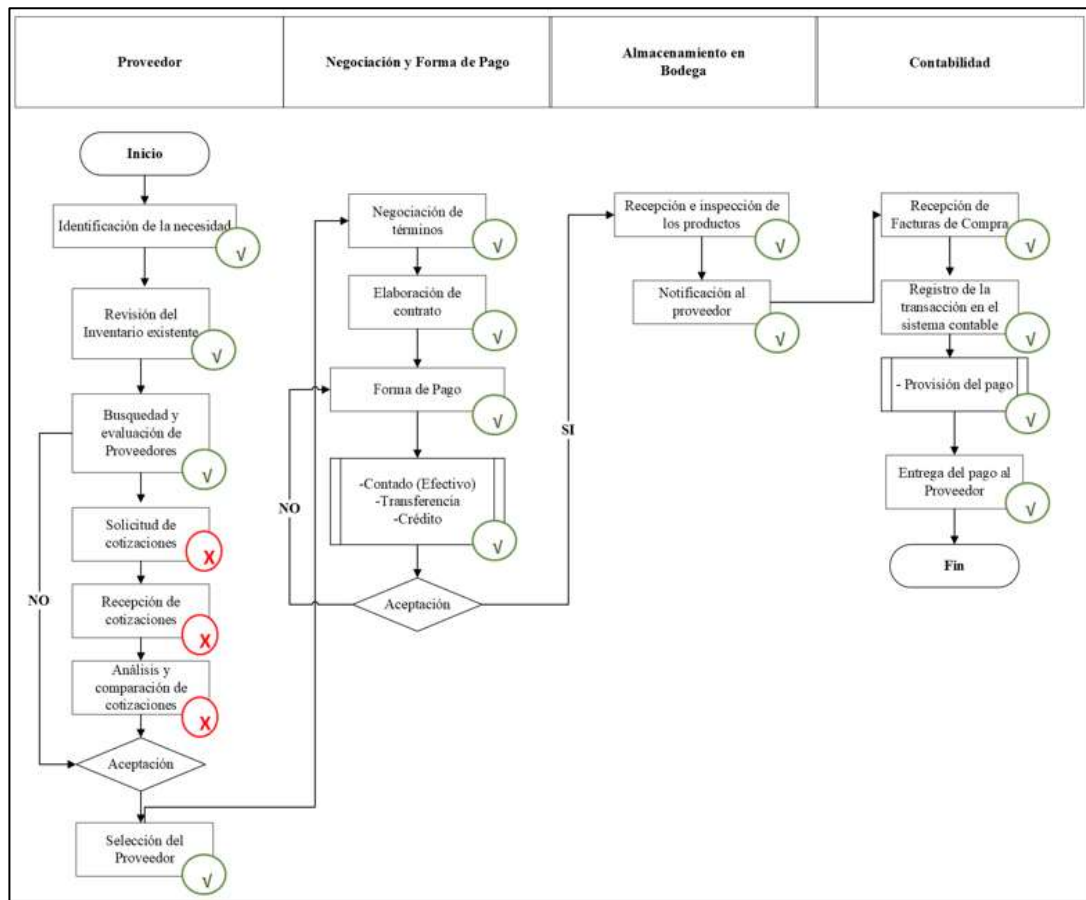 Proveedor
Negociación y Forma de Pago
Almacenamiento en
Bodega
Contabilidad
Inicio
Identificación de la necesidad
√
Revisión del
Inventario existente
√
Busquedad y
evaluación de
Proveedores
√
Solicitud de
cotizaciones
X
NO
Recepción de
cotizaciones
X
Análisis y
comparación de
cotizaciones
X
Aceptación
Selección del
Proveedor
√
Negociación de
términos
√
Elaboración de
contrato
√
Forma de Pago
√
-Contado (Efectivo)
-Transferencia
-Crédito
√
NO
Aceptación
SI
Recepción e inspección de
los productos
√
Notificación al
proveedor
√
Recepción de
Facturas de Compra
√
Registro de la
transacción en el
sistema contable
√
- Provisión del pago
√
Entrega del pago al
Proveedor
√
Fin